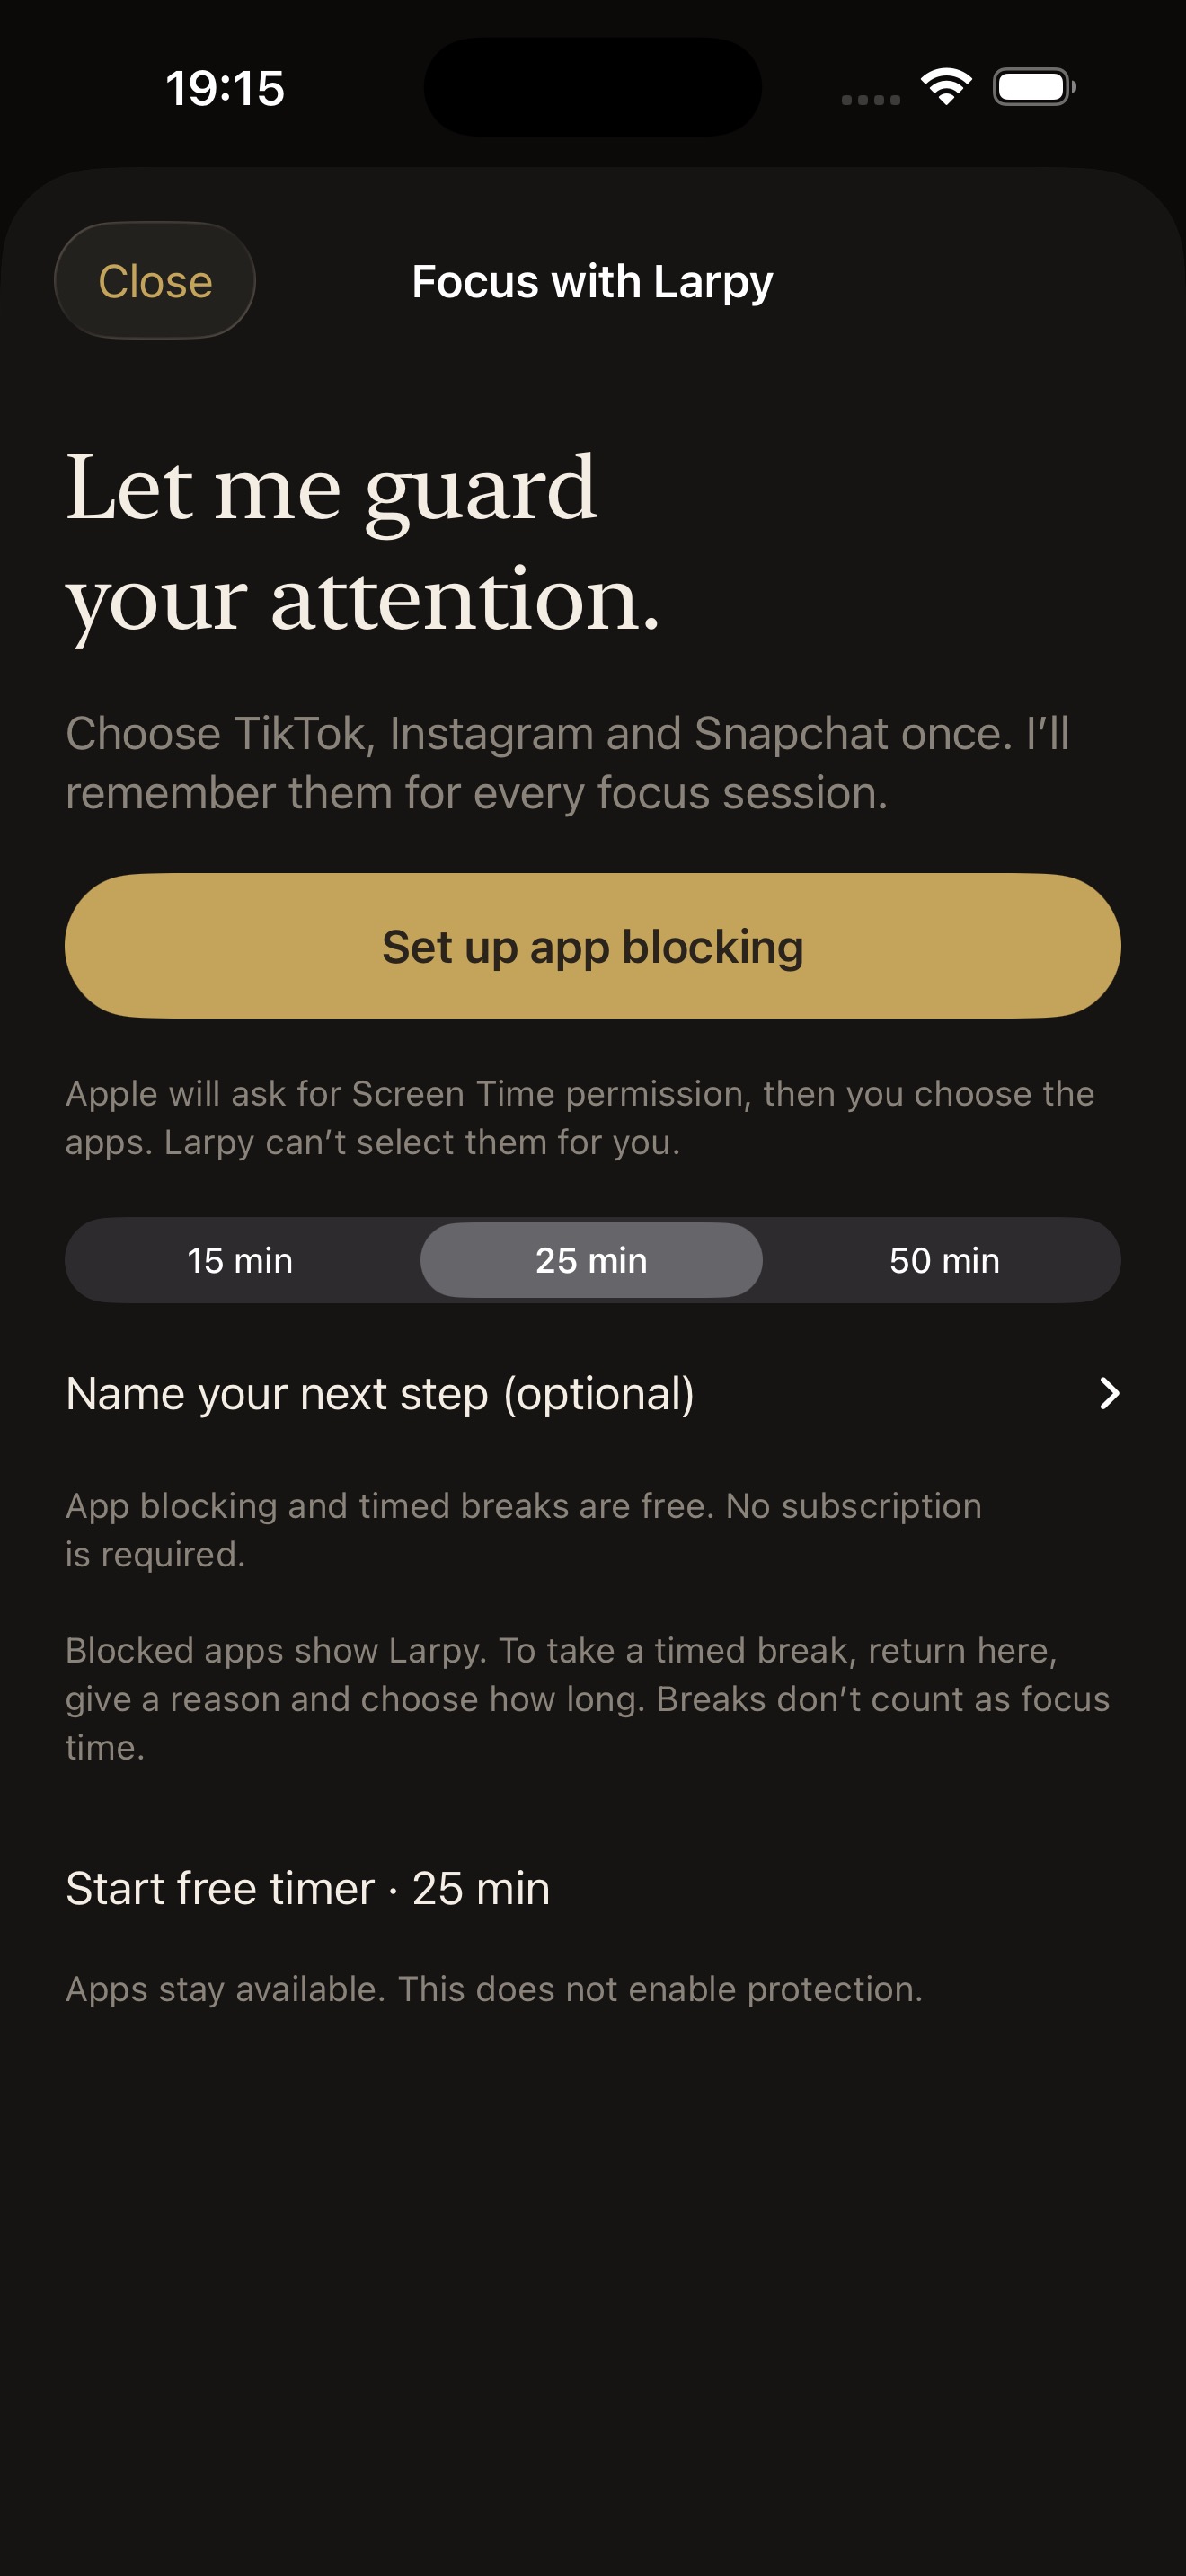 19:15
Close
Focus with Larpy
Let me guard
your attention.
Choose TikTok, Instagram and Snapchat once. I’ll
remember them for every focus session.
Set up app blocking
Apple will ask for Screen Time permission, then you choose the
apps. Larpy can’t select them for you.
15 min
25 min
50 min
Name your next step (optional)
App blocking and timed breaks are free. No subscription
is required.
Blocked apps show Larpy. To take a timed break, return here,
give a reason and choose how long. Breaks don’t count as focus
time.
Start free timer · 25 min
Apps stay available. This does not enable protection.